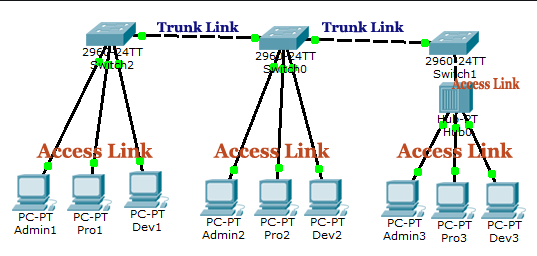 Trunk Link
Trunk Link
2960-24TT
Switch2
2960-24TT
Switch0
2960-24TT
Switch1
Access Link
Hub-PT
Hub0
Access Link
Access Link
Access Link
PC-PT
Admin1
PC-PT
Pro1
PC-PT
Dev1
PC-PT
Admin2
PC-PT
Pro2
PC-PT
Dev2
PC-PT
Admin3
PC-PT
Pro3
PC-PT
Dev3